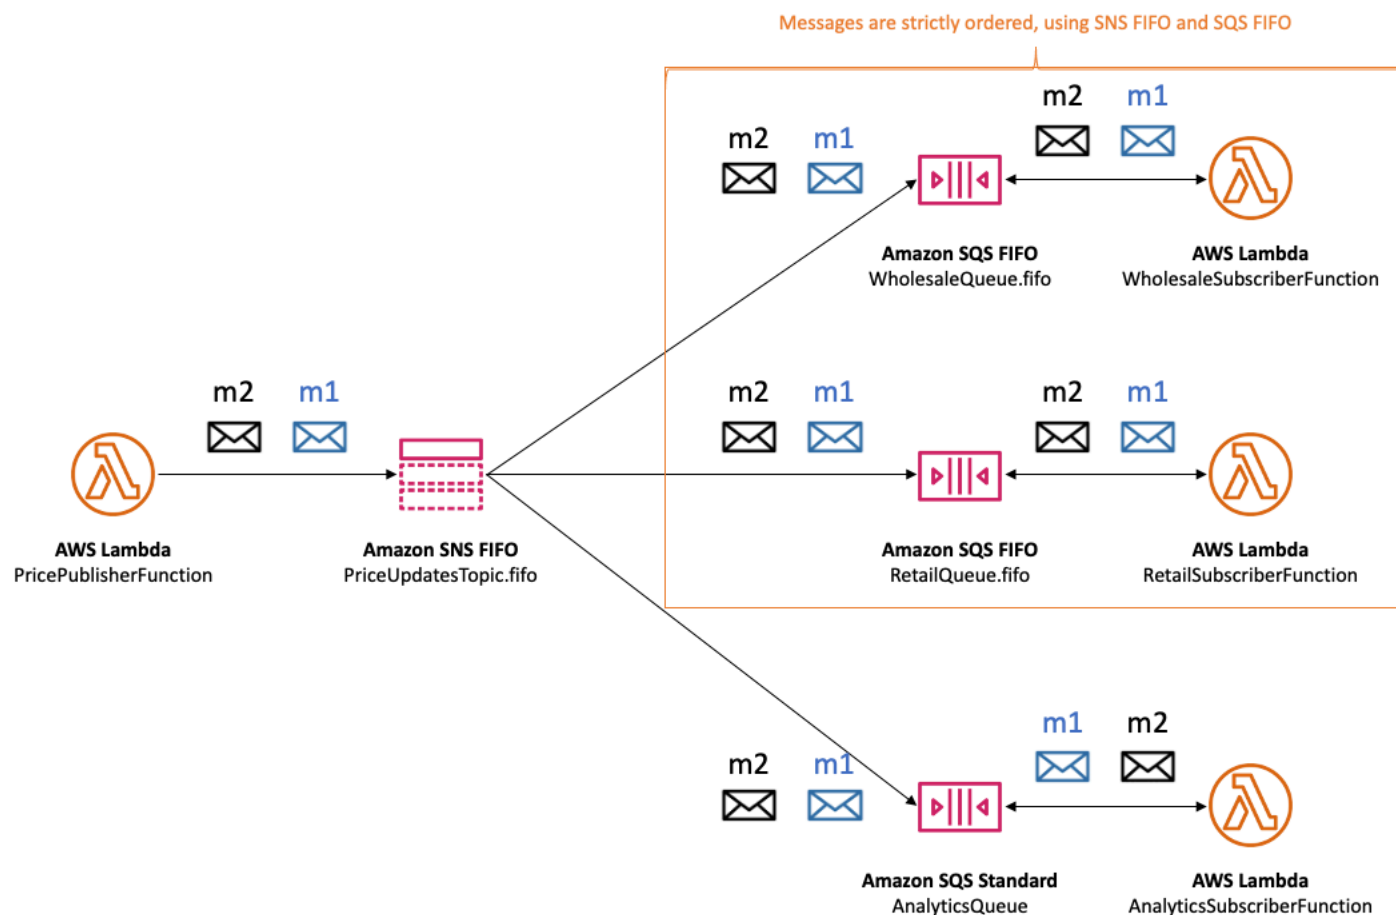 Messages are strictly ordered, using SNS FIFO and SQS FIFO
m2 m1
m2 m1
Amazon SQS FIFO
WholesaleQueue.fifo
AWS Lambda
WholesaleSubscriberFunction
m2 m1
m2 m1
m2 m1
AWS Lambda
PricePublisherFunction
Amazon SNS FIFO
PriceUpdatesTopic.fifo
Amazon SQS FIFO
RetailQueue.fifo
AWS Lambda
RetailSubscriberFunction
m2 m1
m1 m2
Amazon SQS Standard
AnalyticsQueue
AWS Lambda
AnalyticsSubscriberFunction